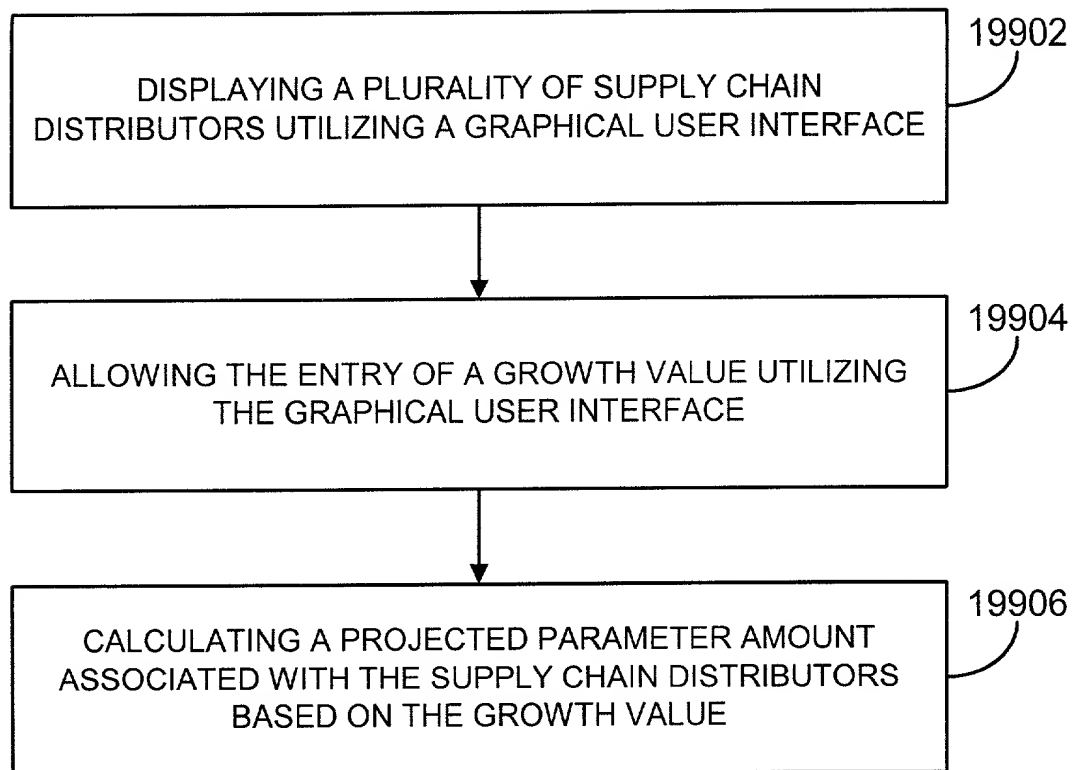 19902
DISPLAYING A PLURALITY OF SUPPLY CHAIN
DISTRIBUTORS UTILIZING A GRAPHICAL USER INTERFACE
19904
ALLOWING THE ENTRY OF A GROWTH VALUE UTILIZING
THE GRAPHICAL USER INTERFACE
19906
CALCULATING A PROJECTED PARAMETER AMOUNT
ASSOCIATED WITH THE SUPPLY CHAIN DISTRIBUTORS
BASED ON THE GROWTH VALUE